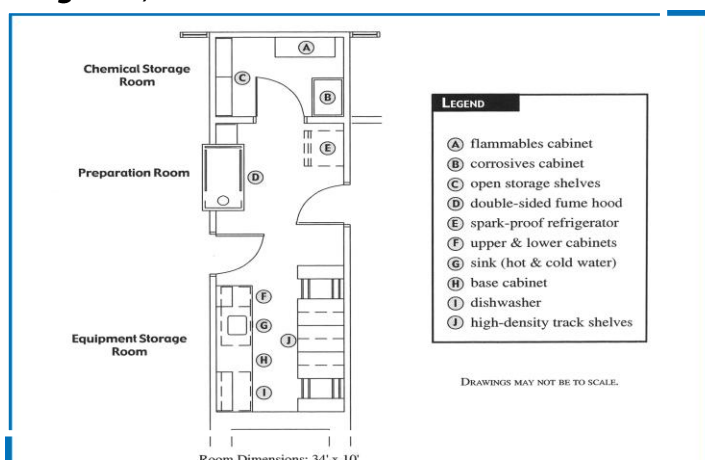 Chemical Storage
Room
A
C
B
Preparation Room
D
E
F
G
Equipment Storage
Room
J
H
I
Room Dimensions: 34' x 10'
LEGEND
A flammables cabinet
B corrosives cabinet
C open storage shelves
D double-sided fume hood
E spark-proof refrigerator
F upper & lower cabinets
G sink (hot & cold water)
H base cabinet
I dishwasher
J high-density track shelves
DRAWINGS MAY NOT BE TO SCALE.